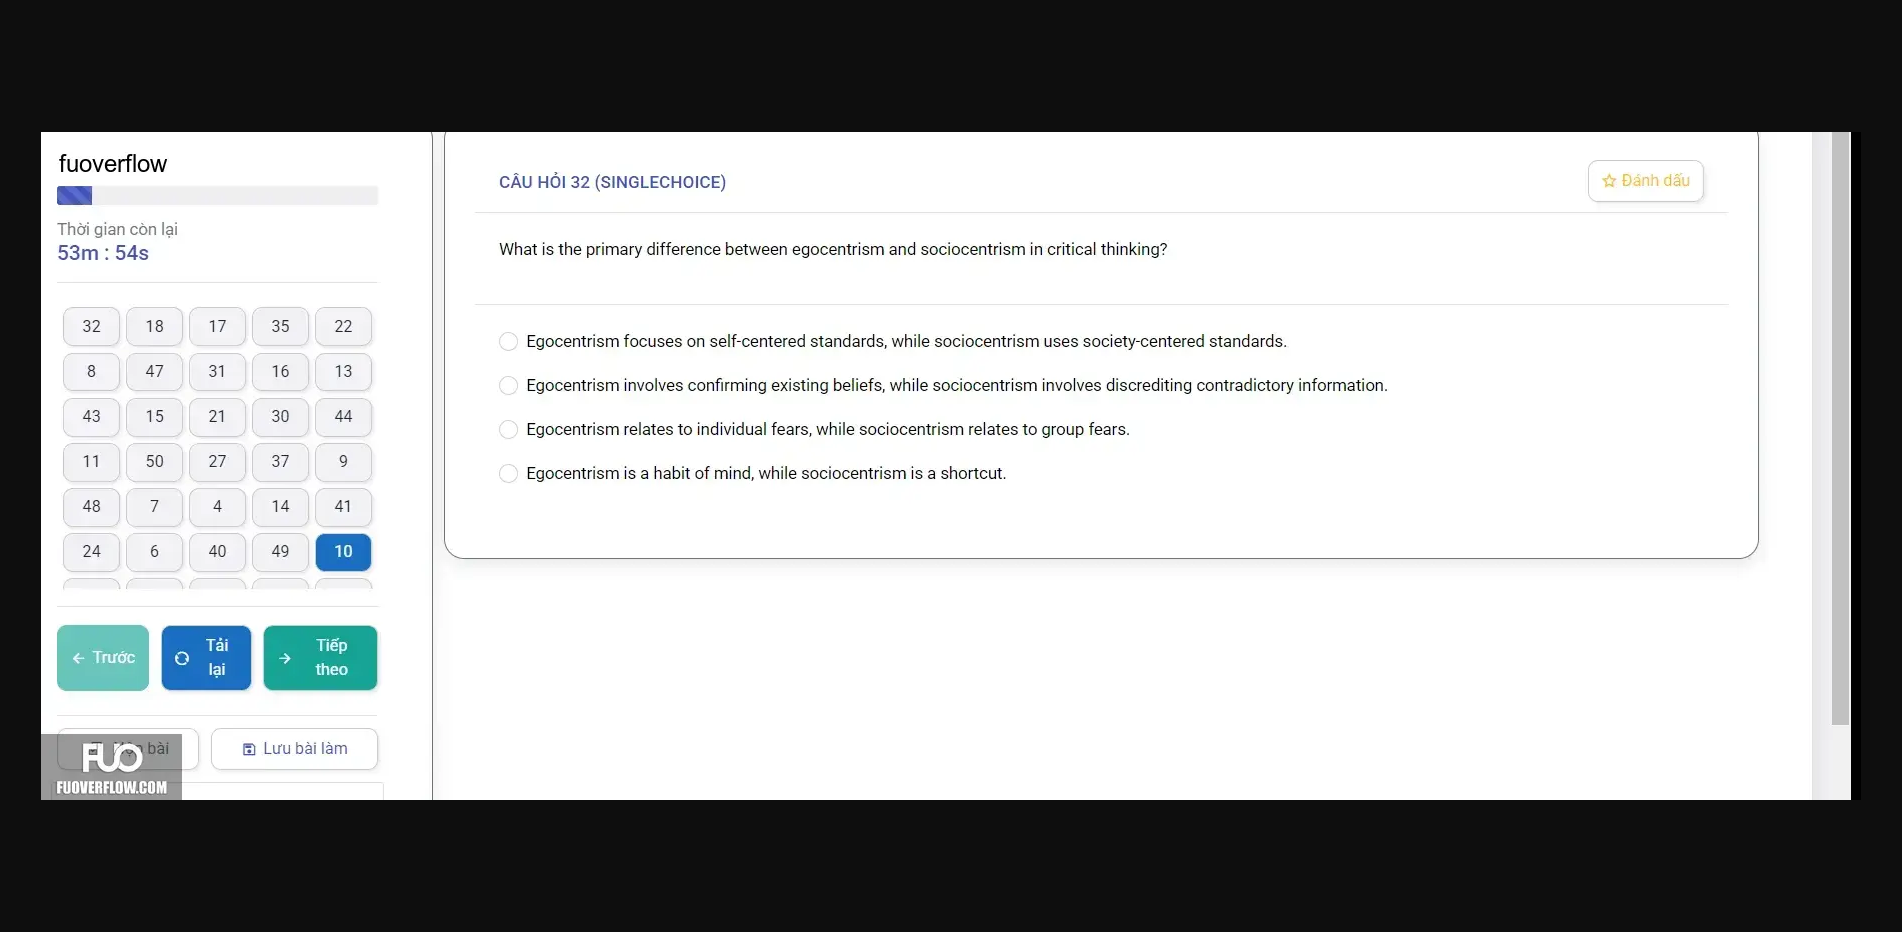 fuoverflow
Thời gian còn lại
53m : 54s
32 18 17 35 22
8 47 31 16 13
43 15 21 30 44
11 50 27 37 9
48 7 4 14 41
24 6 40 49 10
Trước
Tải lại
Tiếp theo
bài
Lưu bài làm
FUO
FUOVERFLOW.COM
CÂU HỎI 32 (SINGLECHOICE)
Đánh dấu
What is the primary difference between egocentrism and sociocentrism in critical thinking?
Egocentrism focuses on self-centered standards, while sociocentrism uses society-centered standards.
Egocentrism involves confirming existing beliefs, while sociocentrism involves discrediting contradictory information.
Egocentrism relates to individual fears, while sociocentrism relates to group fears.
Egocentrism is a habit of mind, while sociocentrism is a shortcut.